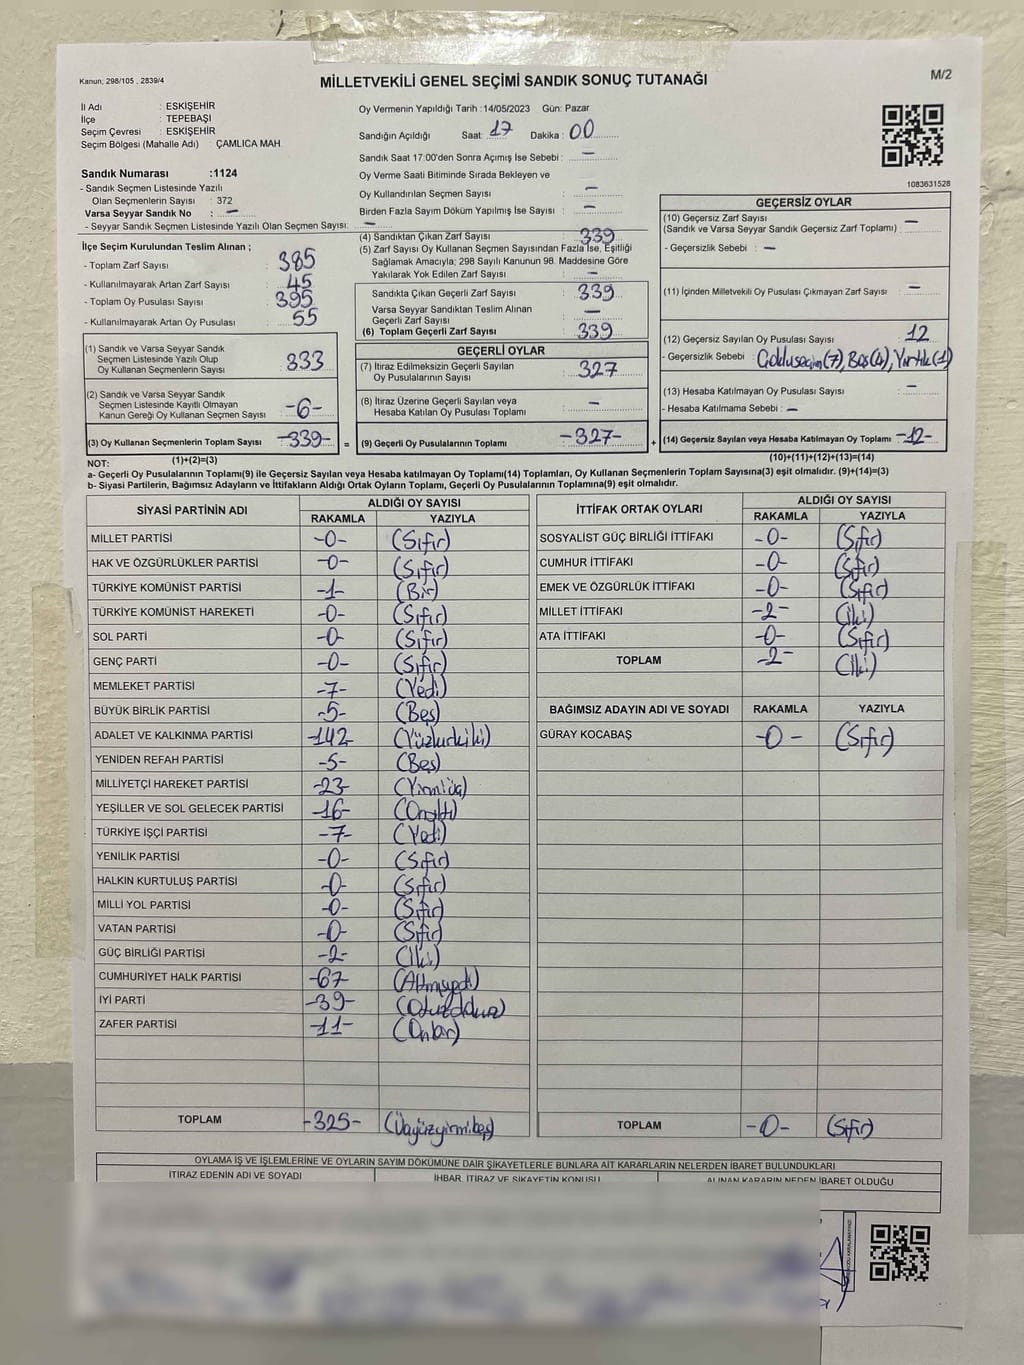 Kanun; 298/105 , 2839/4
MİLLETVEKİLİ GENEL SEÇİMİ SANDIK SONUÇ TUTANAĞI
M/2
İl Adı : ESKİŞEHİR
İlçe : TEPEBAŞI
Seçim Çevresi : ESKİŞEHİR
Seçim Bölgesi (Mahalle Adı) ÇAMLICA MAH
Sandık Numarası :1124
- Sandık Seçmen Listesinde Yazılı
Olan Seçmenlerin Sayısı : 372
Varsa Seyyar Sandık No : -
- Seyyar Sandık Seçmen Listesinde Yazılı Olan Seçmen Sayısı: -
Oy Vermenin Yapıldığı Tarih :14/05/2023 Gün: Pazar
Sandığın Açıldığı Saat: 17 Dakika : 00
Sandık Saat 17:00'den Sonra Açımış İse Sebebi : -
Oy Verme Saati Bitiminde Sırada Bekleyen ve
Oy Kullandırılan Seçmen Sayısı : -
Birden Fazla Sayım Döküm Yapılmış İse Sayısı : -
1083631528
İlçe Seçim Kurulundan Teslim Alınan ;
- Toplam Zarf Sayısı : 385
- Kullanılmayarak Artan Zarf Sayısı : 45
- Toplam Oy Pusulası Sayısı : 395
- Kullanılmayarak Artan Oy Pusulası : 55
(4) Sandıktan Çıkan Zarf Sayısı : 339
(5) Zarf Sayısı Oy Kullanan Seçmen Sayısından Fazla İse, Eşitliği
Sağlamak Amacıyla; 298 Sayılı Kanunun 98. Maddesine Göre
Yakılarak Yok Edilen Zarf Sayısı : -
Sandıkta Çıkan Geçerli Zarf Sayısı : 339
Varsa Seyyar Sandıktan Teslim Alınan
Geçerli Zarf Sayısı : -
(6) Toplam Geçerli Zarf Sayısı : 339
GEÇERSİZ OYLAR
(10) Geçersiz Zarf Sayısı
(Sandık ve Varsa Seyyar Sandık Geçersiz Zarf Toplamı) : -
- Geçersizlik Sebebi : -
(11) İçinden Milletvekili Oy Pusulası Çıkmayan Zarf Sayısı : -
(12) Geçersiz Sayılan Oy Pusulası Sayısı : 12
- Geçersizlik Sebebi : (7), Boş(4), Yırtık(1)
(13) Hesaba Katılmayan Oy Pusulası Sayısı : -
- Hesaba Katılmama Sebebi : -
(14) Geçersiz Sayılan veya Hesaba Katılmayan Oy Toplamı -12-
(10)+(11)+(12)+(13)=(14)
(1) Sandık ve Varsa Seyyar Sandık
Seçmen Listesinde Yazılı Olup
Oy Kullanan Seçmenlerin Sayısı : 333
(2) Sandık ve Varsa Seyyar Sandık
Seçmen Listesinde Kayıtlı Olmayan
Kanun Gereği Oy Kullanan Seçmen Sayısı : -6-
(3) Oy Kullanan Seçmenlerin Toplam Sayısı : -339- =
(1)+(2)=(3)
GEÇERLİ OYLAR
(7) İtiraz Edilmeksizin Geçerli Sayılan
Oy Pusulalarının Sayısı : 327
(8) İtiraz Üzerine Geçerli Sayılan veya
Hesaba Katılan Oy Pusulası Toplamı : -
(9) Geçerli Oy Pusulalarının Toplamı : -327- +
NOT:
a- Geçerli Oy Pusulalarının Toplamı(9) ile Geçersiz Sayılan veya Hesaba katılmayan Oy Toplamı(14) Toplamları, Oy Kullanan Seçmenlerin Toplam Sayısına(3) eşit olmalıdır. (9)+(14)=(3)
b- Siyasi Partilerin, Bağımsız Adayların ve İttifakların Aldığı Ortak Oyların Toplamı, Geçerli Oy Pusulalarının Toplamına(9) eşit olmalıdır.
SİYASİ PARTİNİN ADI ALDIĞI OY SAYISI
RAKAMLA YAZIYLA
MİLLET PARTİSİ -0- (Sıfır)
HAK VE ÖZGÜRLÜKLER PARTİSİ -0- (Sıfır)
TÜRKİYE KOMÜNİST PARTİSİ -1- (Bir)
TÜRKİYE KOMÜNİST HAREKETİ -0- (Sıfır)
SOL PARTİ -0- (Sıfır)
GENÇ PARTİ -0- (Sıfır)
MEMLEKET PARTİSİ -7- (Yedi)
BÜYÜK BİRLİK PARTİSİ -5- (Beş)
ADALET VE KALKINMA PARTİSİ -142 (Yüzkırkiki)
YENİDEN REFAH PARTİSİ -5- (Beş)
MİLLİYETÇİ HAREKET PARTİSİ -23- (Yirmiüç)
YEŞİLLER VE SOL GELECEK PARTİSİ -16- (Onaltı)
TÜRKİYE İŞÇİ PARTİSİ -7- (Yedi)
YENİLİK PARTİSİ -0- (Sıfır)
HALKIN KURTULUŞ PARTİSİ -0- (Sıfır)
MİLLİ YOL PARTİSİ -0- (Sıfır)
VATAN PARTİSİ -0- (Sıfır)
GÜÇ BİRLİĞİ PARTİSİ -2- (İki)
CUMHURİYET HALK PARTİSİ -67 (Altmışyedi)
İYİ PARTİ -39- (Otuzdokuz)
ZAFER PARTİSİ -11- (Onbir)
TOPLAM -325- (Üçyüzyirmibeş)
İTTİFAK ORTAK OYLARI ALDIĞI OY SAYISI
RAKAMLA YAZIYLA
SOSYALİST GÜÇ BİRLİĞİ İTTİFAKI -0- (Sıfır)
CUMHUR İTTİFAKI -0- (Sıfır)
EMEK VE ÖZGÜRLÜK İTTİFAKI -0- (Sıfır)
MİLLET İTTİFAKI -2- (İki)
ATA İTTİFAKI -0- (Sıfır)
TOPLAM -2- (İki)
BAĞIMSIZ ADAYIN ADI VE SOYADI RAKAMLA YAZIYLA
GÜRAY KOCABAŞ -0- (Sıfır)
TOPLAM -0- (Sıfır)
OYLAMA İŞ VE İŞLEMLERİNE VE OYLARIN SAYIM DÖKÜMÜNE DAİR ŞİKAYETLERLE BUNLARA AİT KARARLARIN NELERDEN İBARET BULUNDUKLARI
İTİRAZ EDENİN ADI VE SOYADI İHBAR, İTİRAZ VE ŞİKAYETİN KONUSU ALINAN KARARIN NEDEN İBARET OLDUĞU